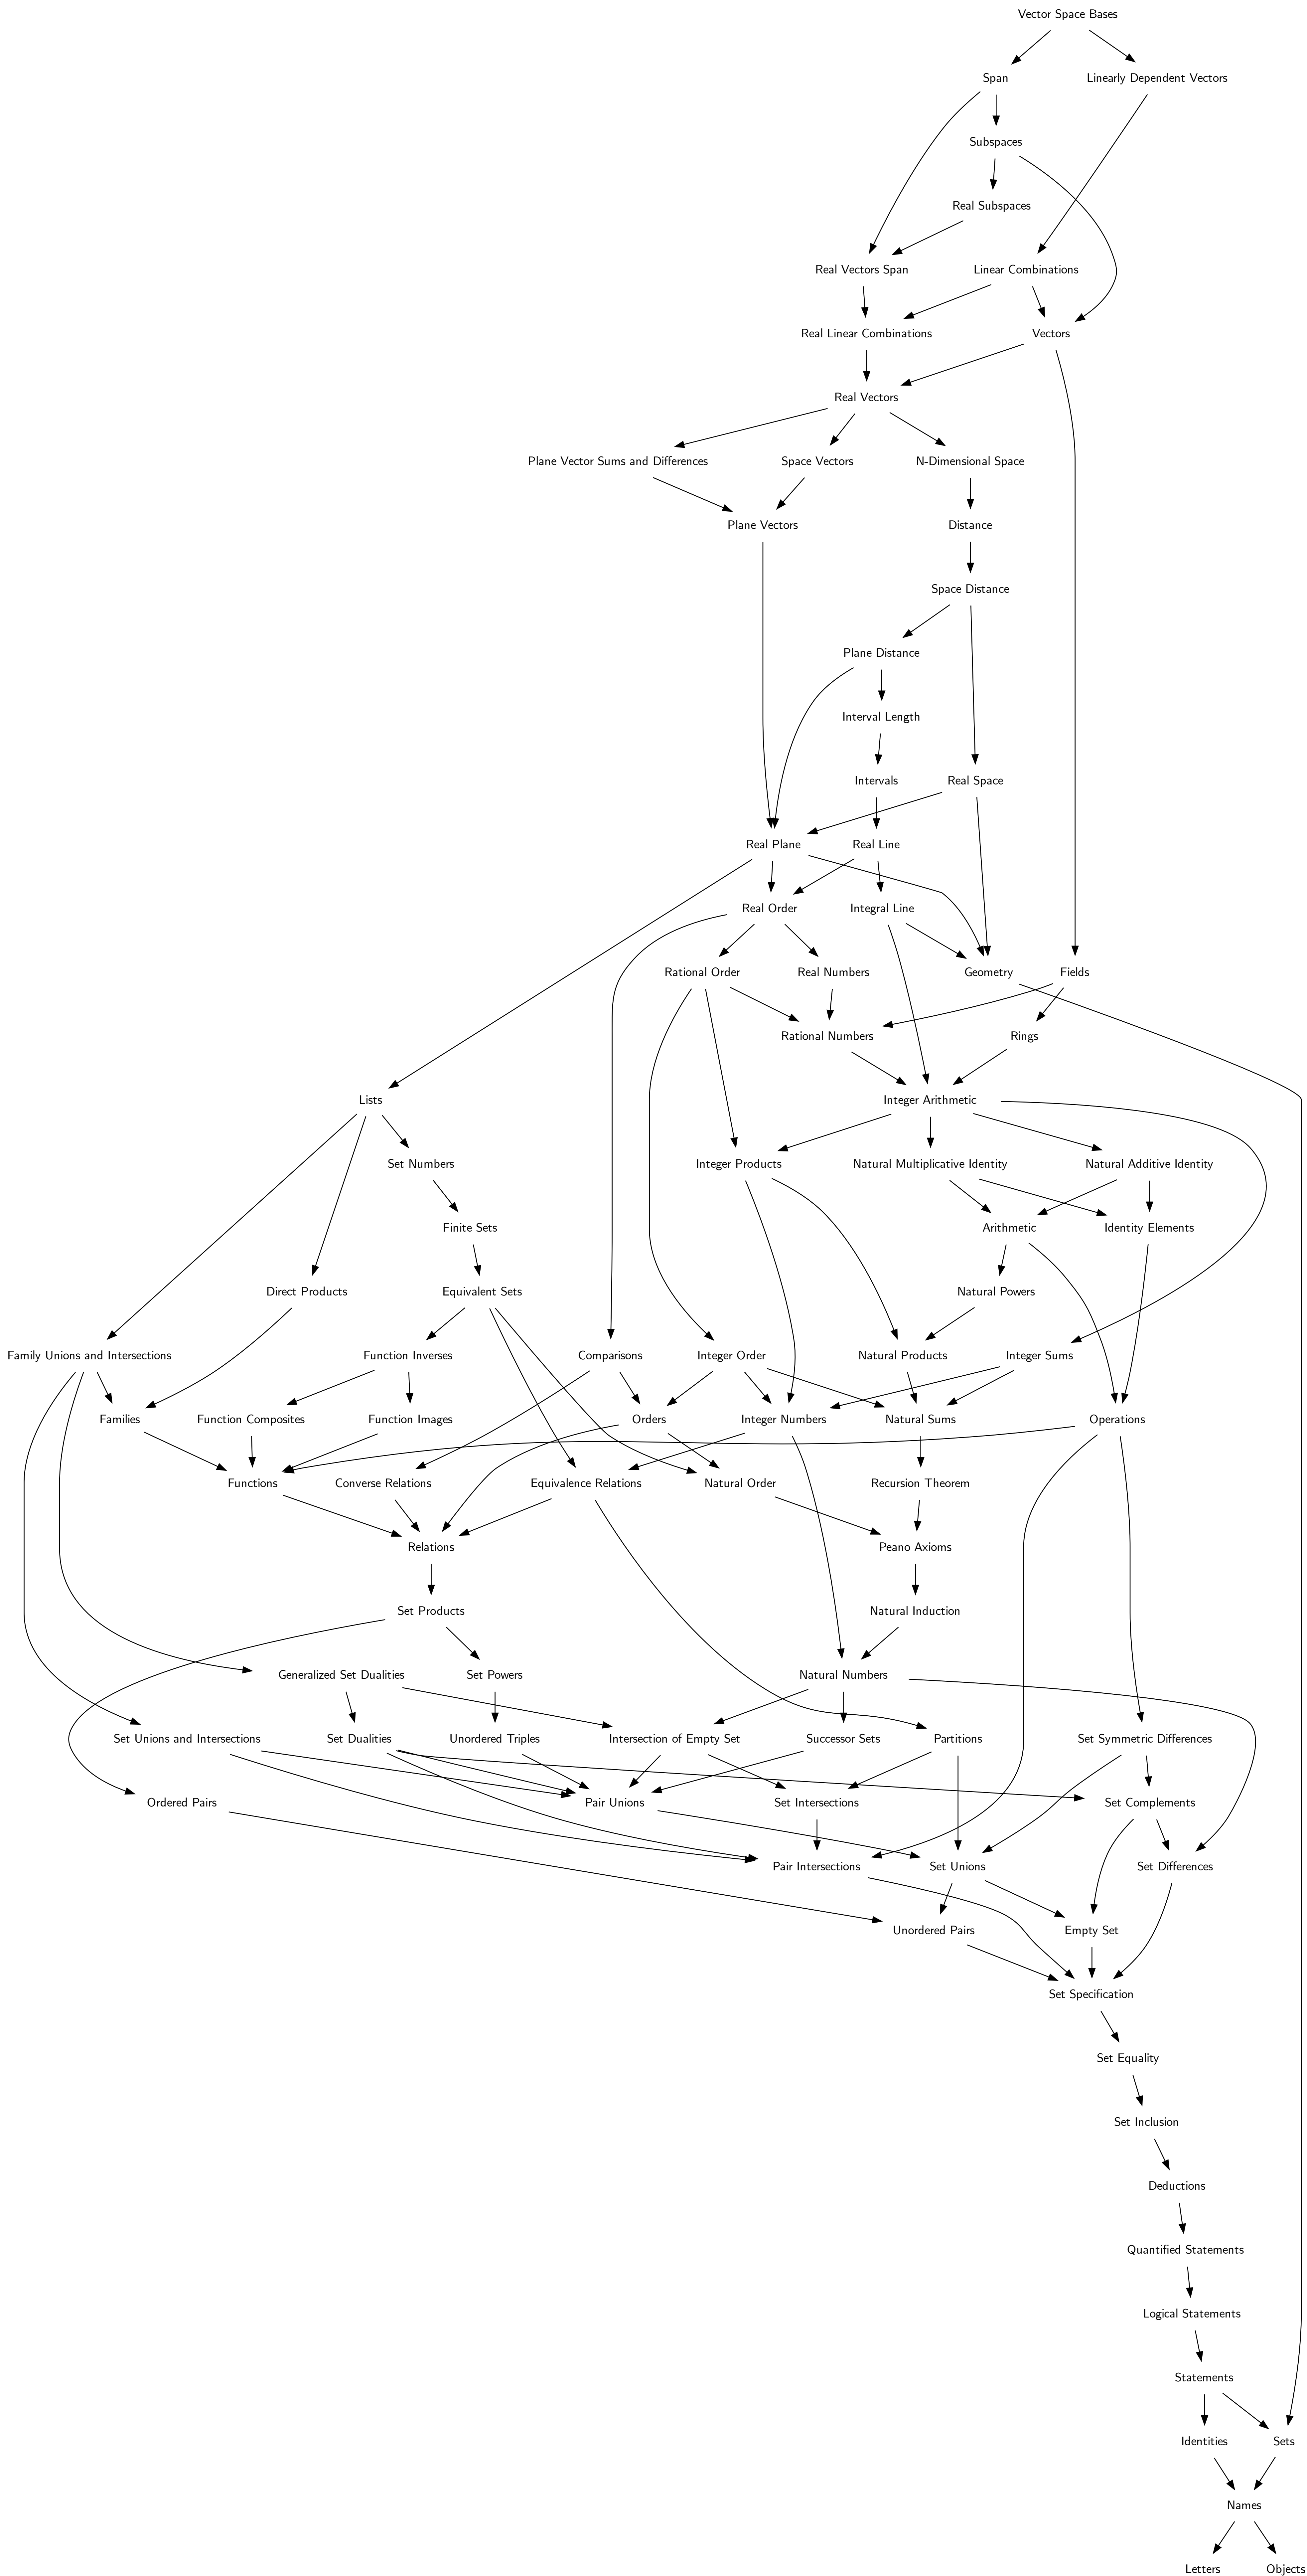 Vector Space Bases
Span
Linearly Dependent Vectors
Subspaces
Real Subspaces
Real Vectors Span
Linear Combinations
Real Linear Combinations
Vectors
Real Vectors
Plane Vector Sums and Differences
Space Vectors
N-Dimensional Space
Plane Vectors
Distance
Space Distance
Plane Distance
Interval Length
Intervals
Real Space
Real Plane
Real Line
Real Order
Integral Line
Rational Order
Real Numbers
Geometry
Fields
Rational Numbers
Rings
Lists
Integer Arithmetic
Set Numbers
Integer Products
Natural Multiplicative Identity
Natural Additive Identity
Finite Sets
Arithmetic
Identity Elements
Direct Products
Equivalent Sets
Natural Powers
Family Unions and Intersections
Function Inverses
Comparisons
Integer Order
Natural Products
Integer Sums
Families
Function Composites
Function Images
Orders
Integer Numbers
Natural Sums
Operations
Functions
Converse Relations
Equivalence Relations
Natural Order
Recursion Theorem
Relations
Peano Axioms
Set Products
Natural Induction
Generalized Set Dualities
Set Powers
Natural Numbers
Set Unions and Intersections
Set Dualities
Unordered Triples
Intersection of Empty Set
Successor Sets
Partitions
Set Symmetric Differences
Ordered Pairs
Pair Unions
Set Intersections
Set Complements
Pair Intersections
Set Unions
Set Differences
Unordered Pairs
Empty Set
Set Specification
Set Equality
Set Inclusion
Deductions
Quantified Statements
Logical Statements
Statements
Identities
Sets
Names
Letters
Objects